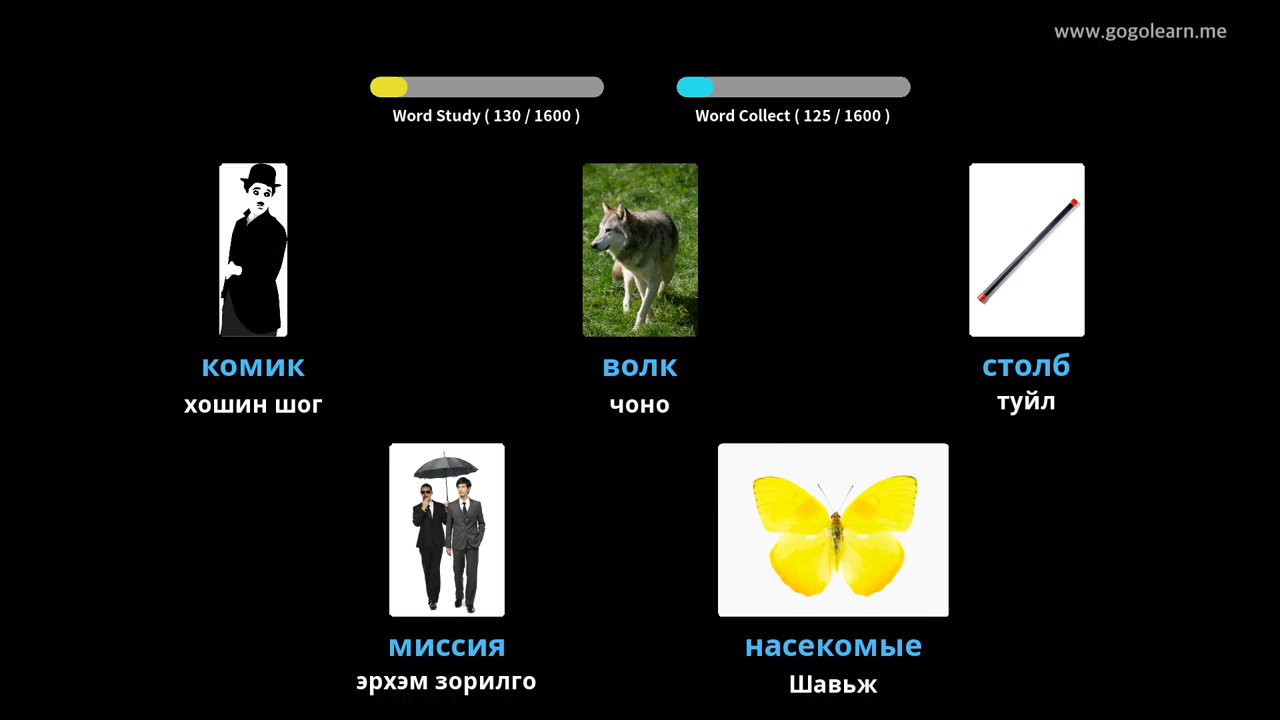 www.gogolearn.me
Word Study ( 130 / 1600 )
Word Collect ( 125 / 1600 )
комик
волк
столб
хошин шог
чоно
туйл
миссия
насекомые
эрхэм зорилго
Шавьж